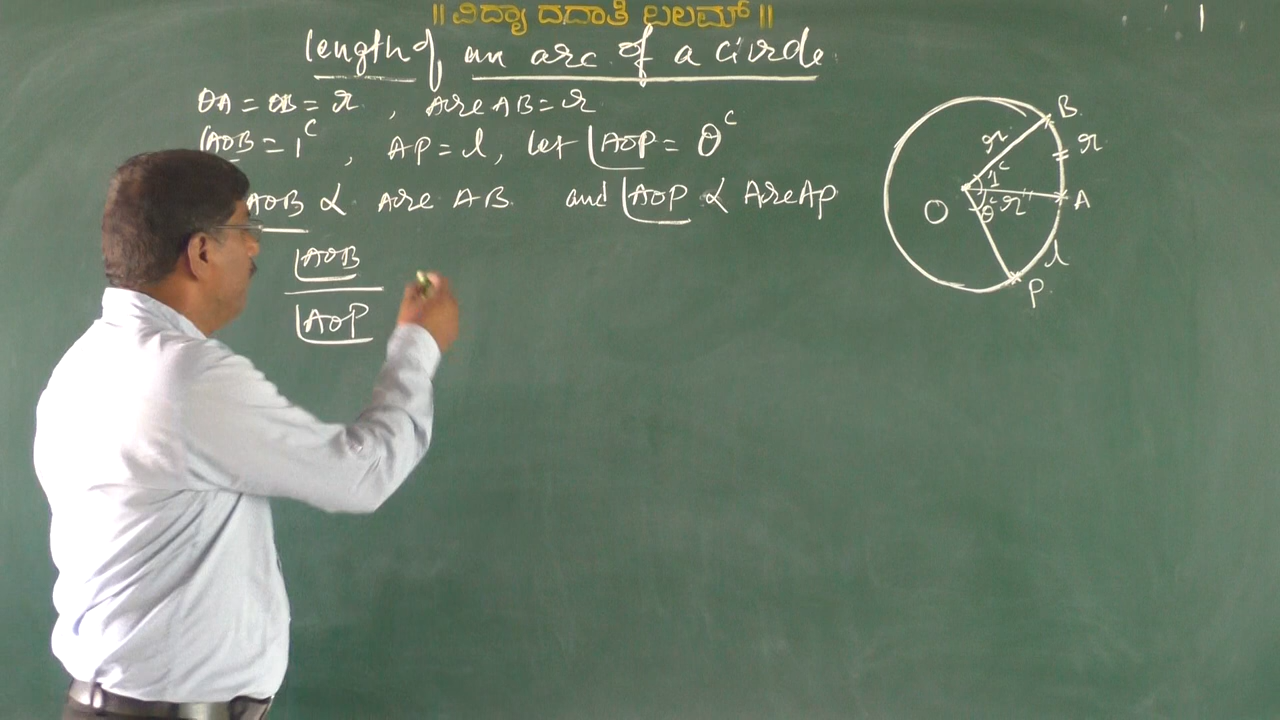 ॥ ವಿದ್ಯಾ ದದಾತಿ ಬಲಮ್ ॥
length of an arc of a circle
OA = OB = r , Arc AB = r
∠AOB = 1ᶜ , AP = l, let ∠AOP = θᶜ
AOB ∝ Arc AB and ∠AOP ∝ Arc AP
∠AOB
∠AOP
B
r
r
1ᶜ
A
O
θᶜ
r
l
P